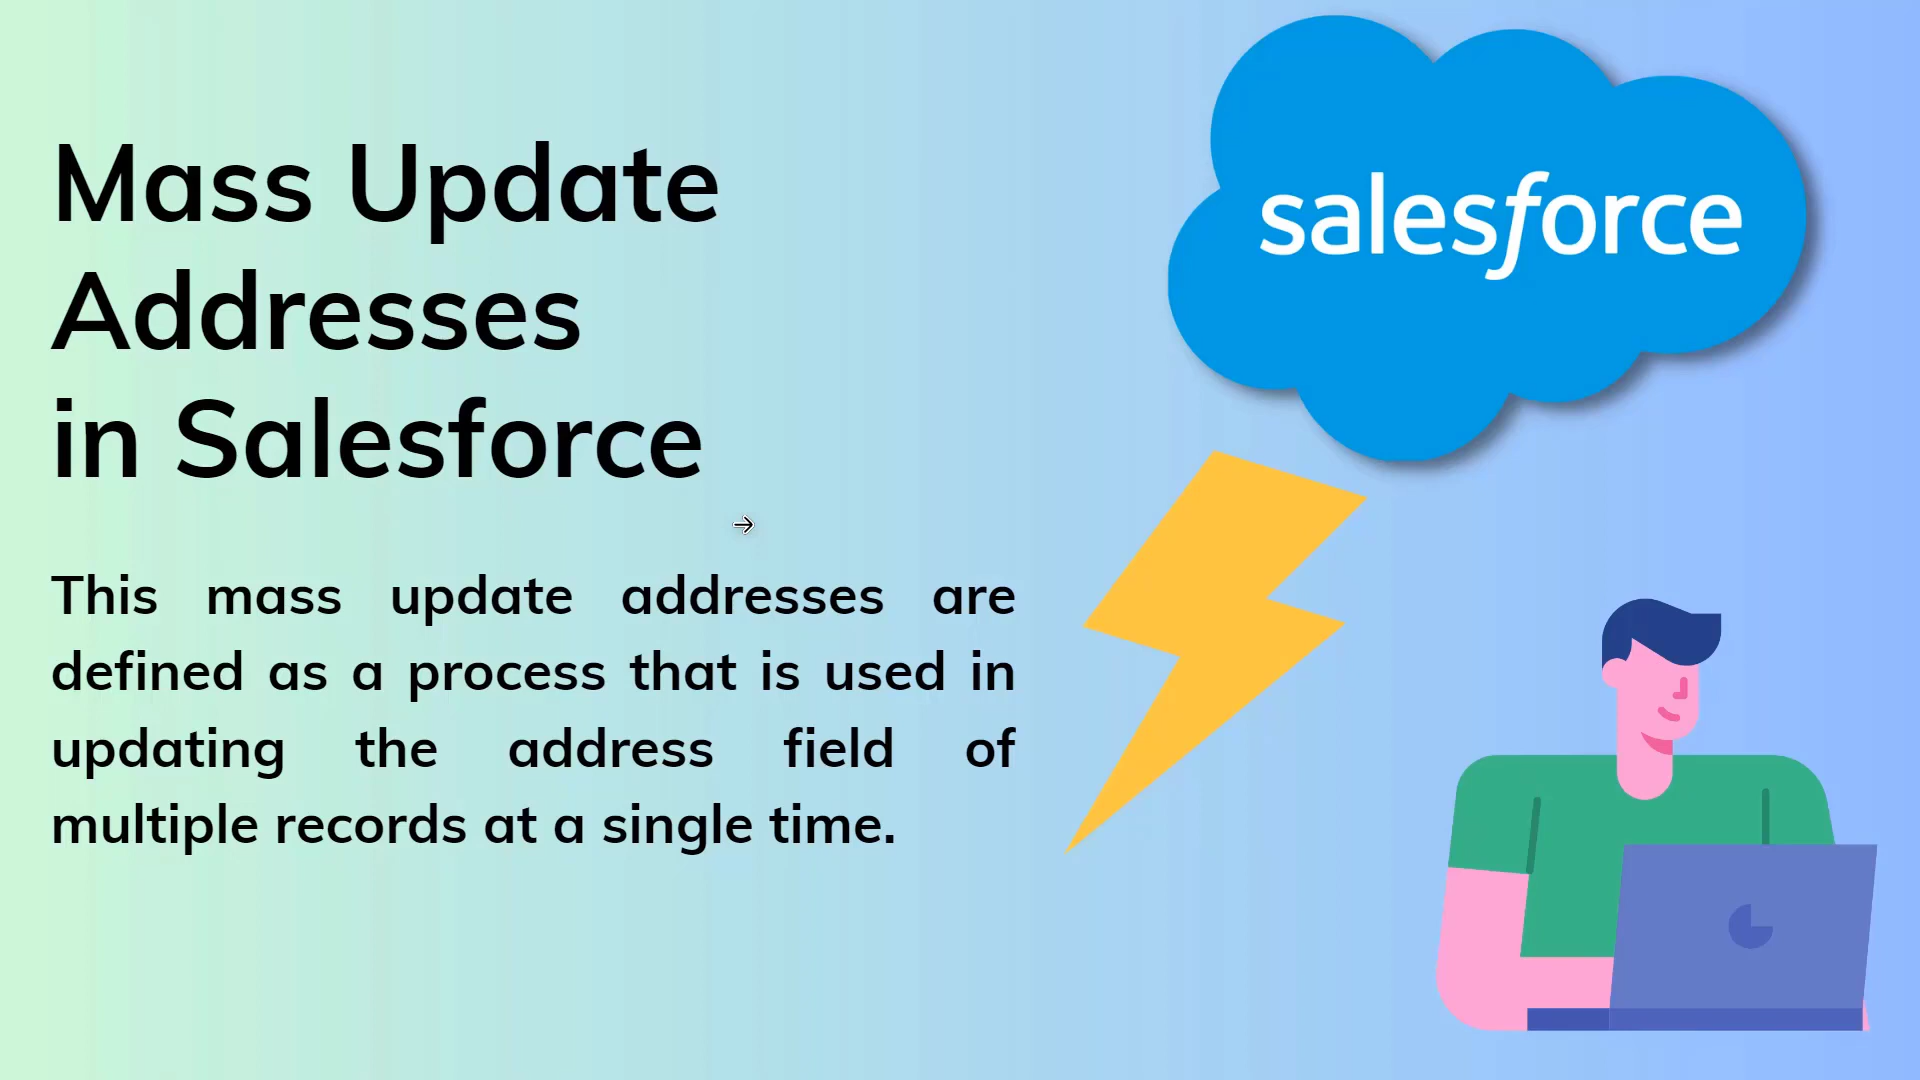 Mass Update
Addresses
in Salesforce
This mass update addresses are
defined as a process that is used in
updating the address field of
multiple records at a single time.
salesforce